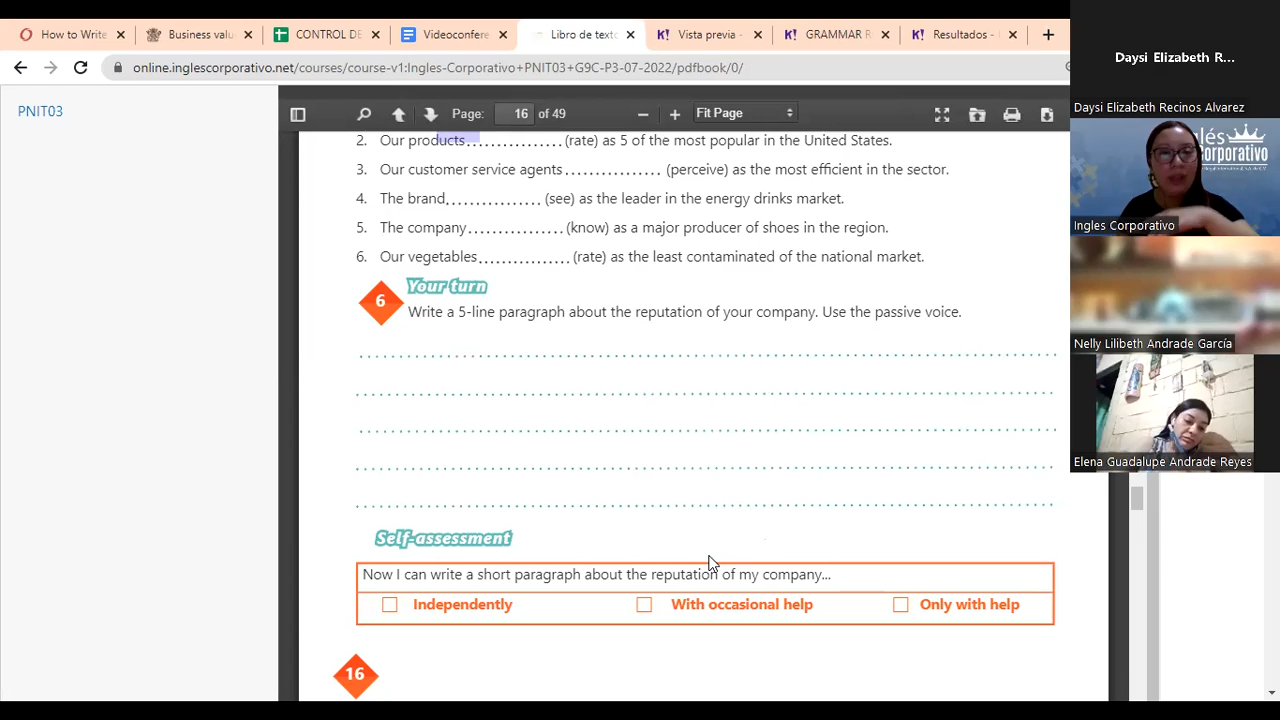 How to Write
Business valu
CONTROL DE
Videoconfere
Libro de texto
Vista previa -
GRAMMAR R
Resultados -
online.inglescorporativo.net/courses/course-v1:Ingles-Corporativo+PNIT03+G9C-P3-07-2022/pdfbook/0/
PNIT03
Page: 16 of 49
Fit Page
2. Our products................(rate) as 5 of the most popular in the United States.
3. Our customer service agents ................ (perceive) as the most efficient in the sector.
4. The brand................ (see) as the leader in the energy drinks market.
5. The company................ (know) as a major producer of shoes in the region.
6. Our vegetables................ (rate) as the least contaminated of the national market.
6 Your turn
Write a 5-line paragraph about the reputation of your company. Use the passive voice.
Self-assessment
Now I can write a short paragraph about the reputation of my company...
Independently
With occasional help
Only with help
16
Daysi Elizabeth R...
Daysi Elizabeth Recinos Alvarez
glés
Corporativo
Ingles Corporativo
Nelly Lilibeth Andrade García
Elena Guadalupe Andrade Reyes